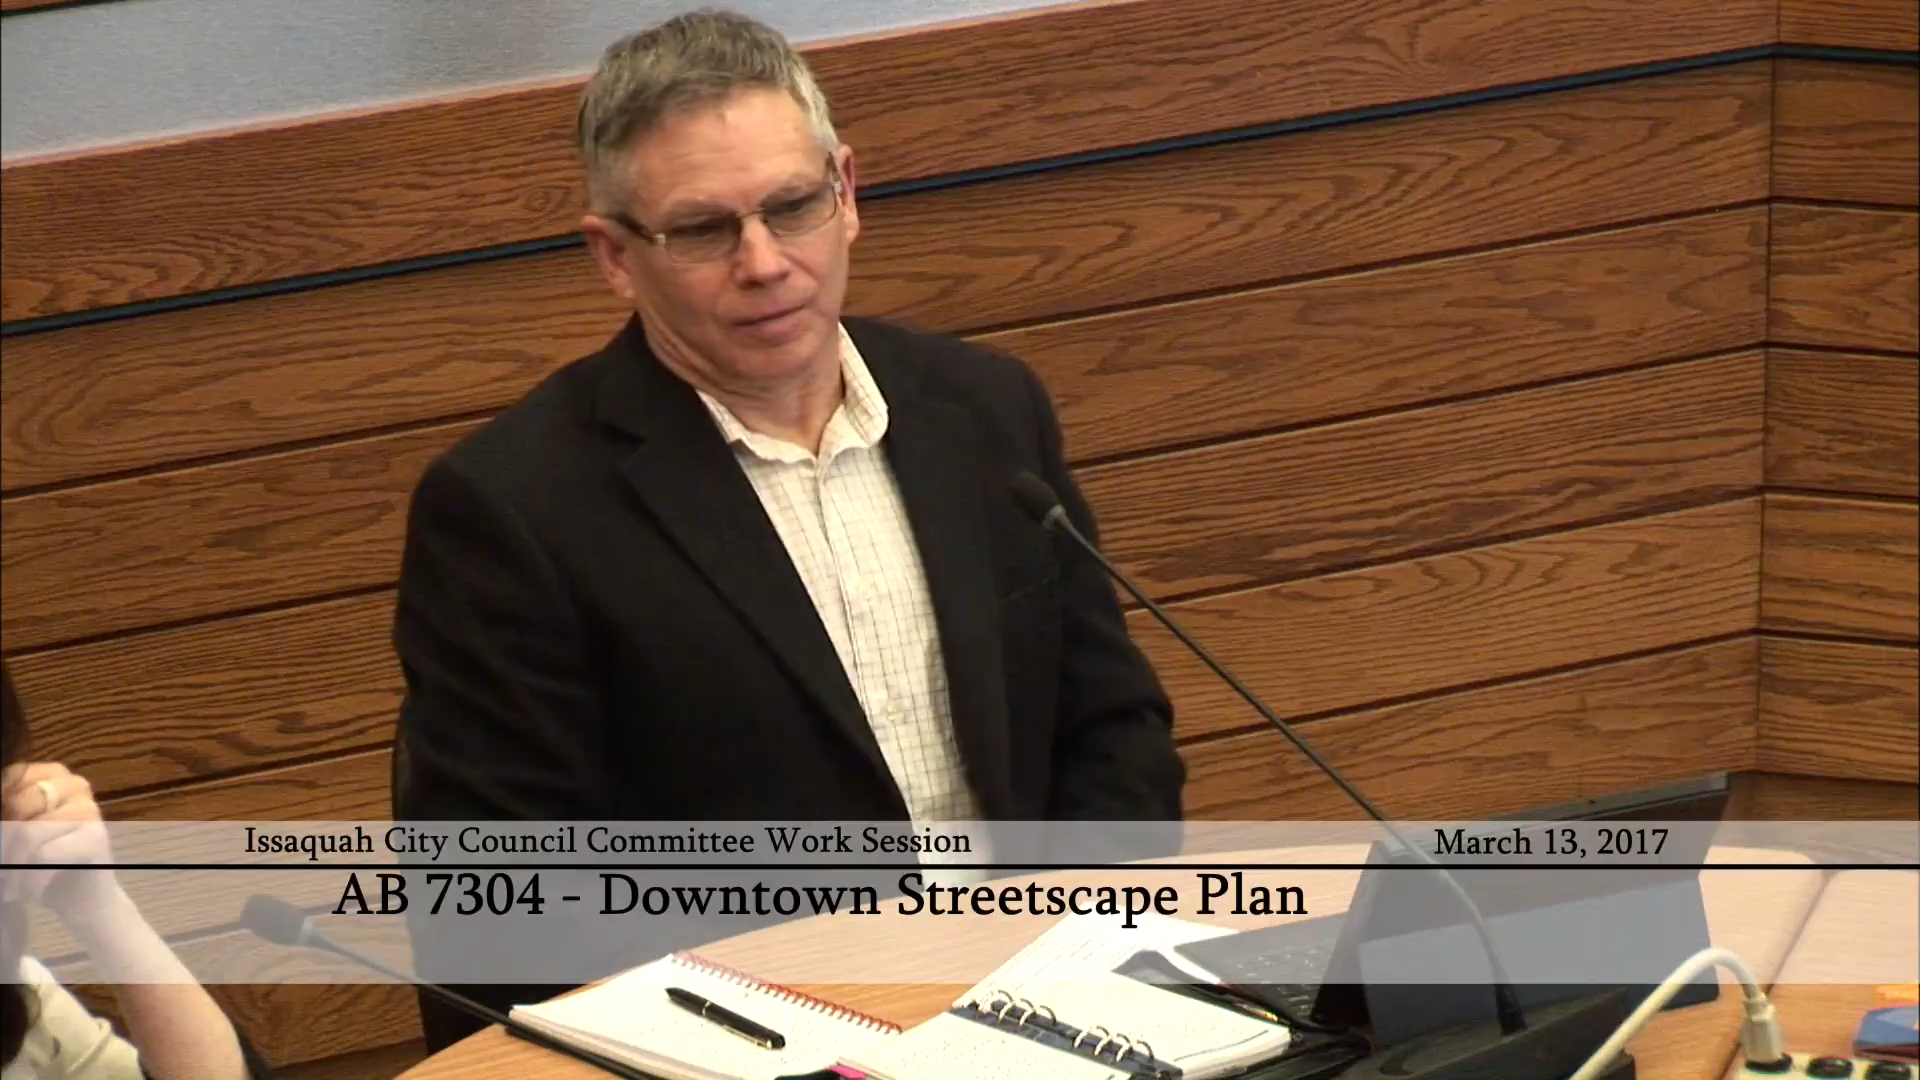 Issaquah City Council Committee Work Session
March 13, 2017
AB 7304 - Downtown Streetscape Plan